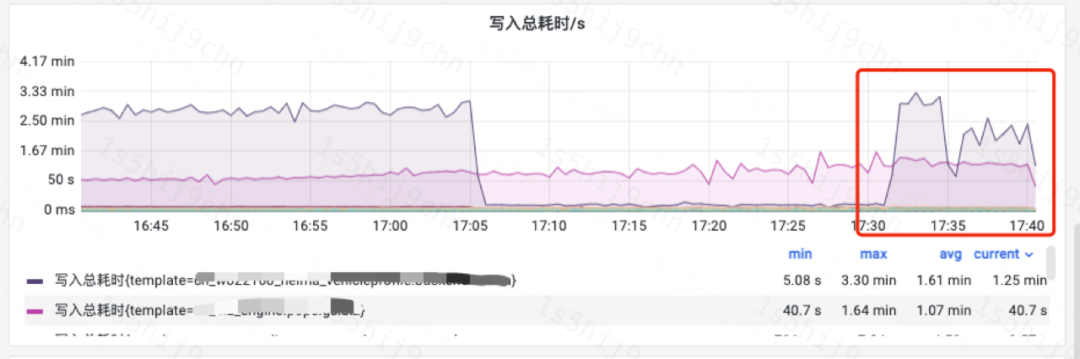 写入总耗时/s
4.17 min
3.33 min
2.50 min
1.67 min
50 s
0 ms
16:45 16:50 16:55 17:00 17:05 17:10 17:15 17:20 17:25 17:30 17:35 17:40
min max avg current
写入总耗时{template= } 5.08 s 3.30 min 1.61 min 1.25 min
写入总耗时{template= } 40.7 s 1.64 min 1.07 min 40.7 s